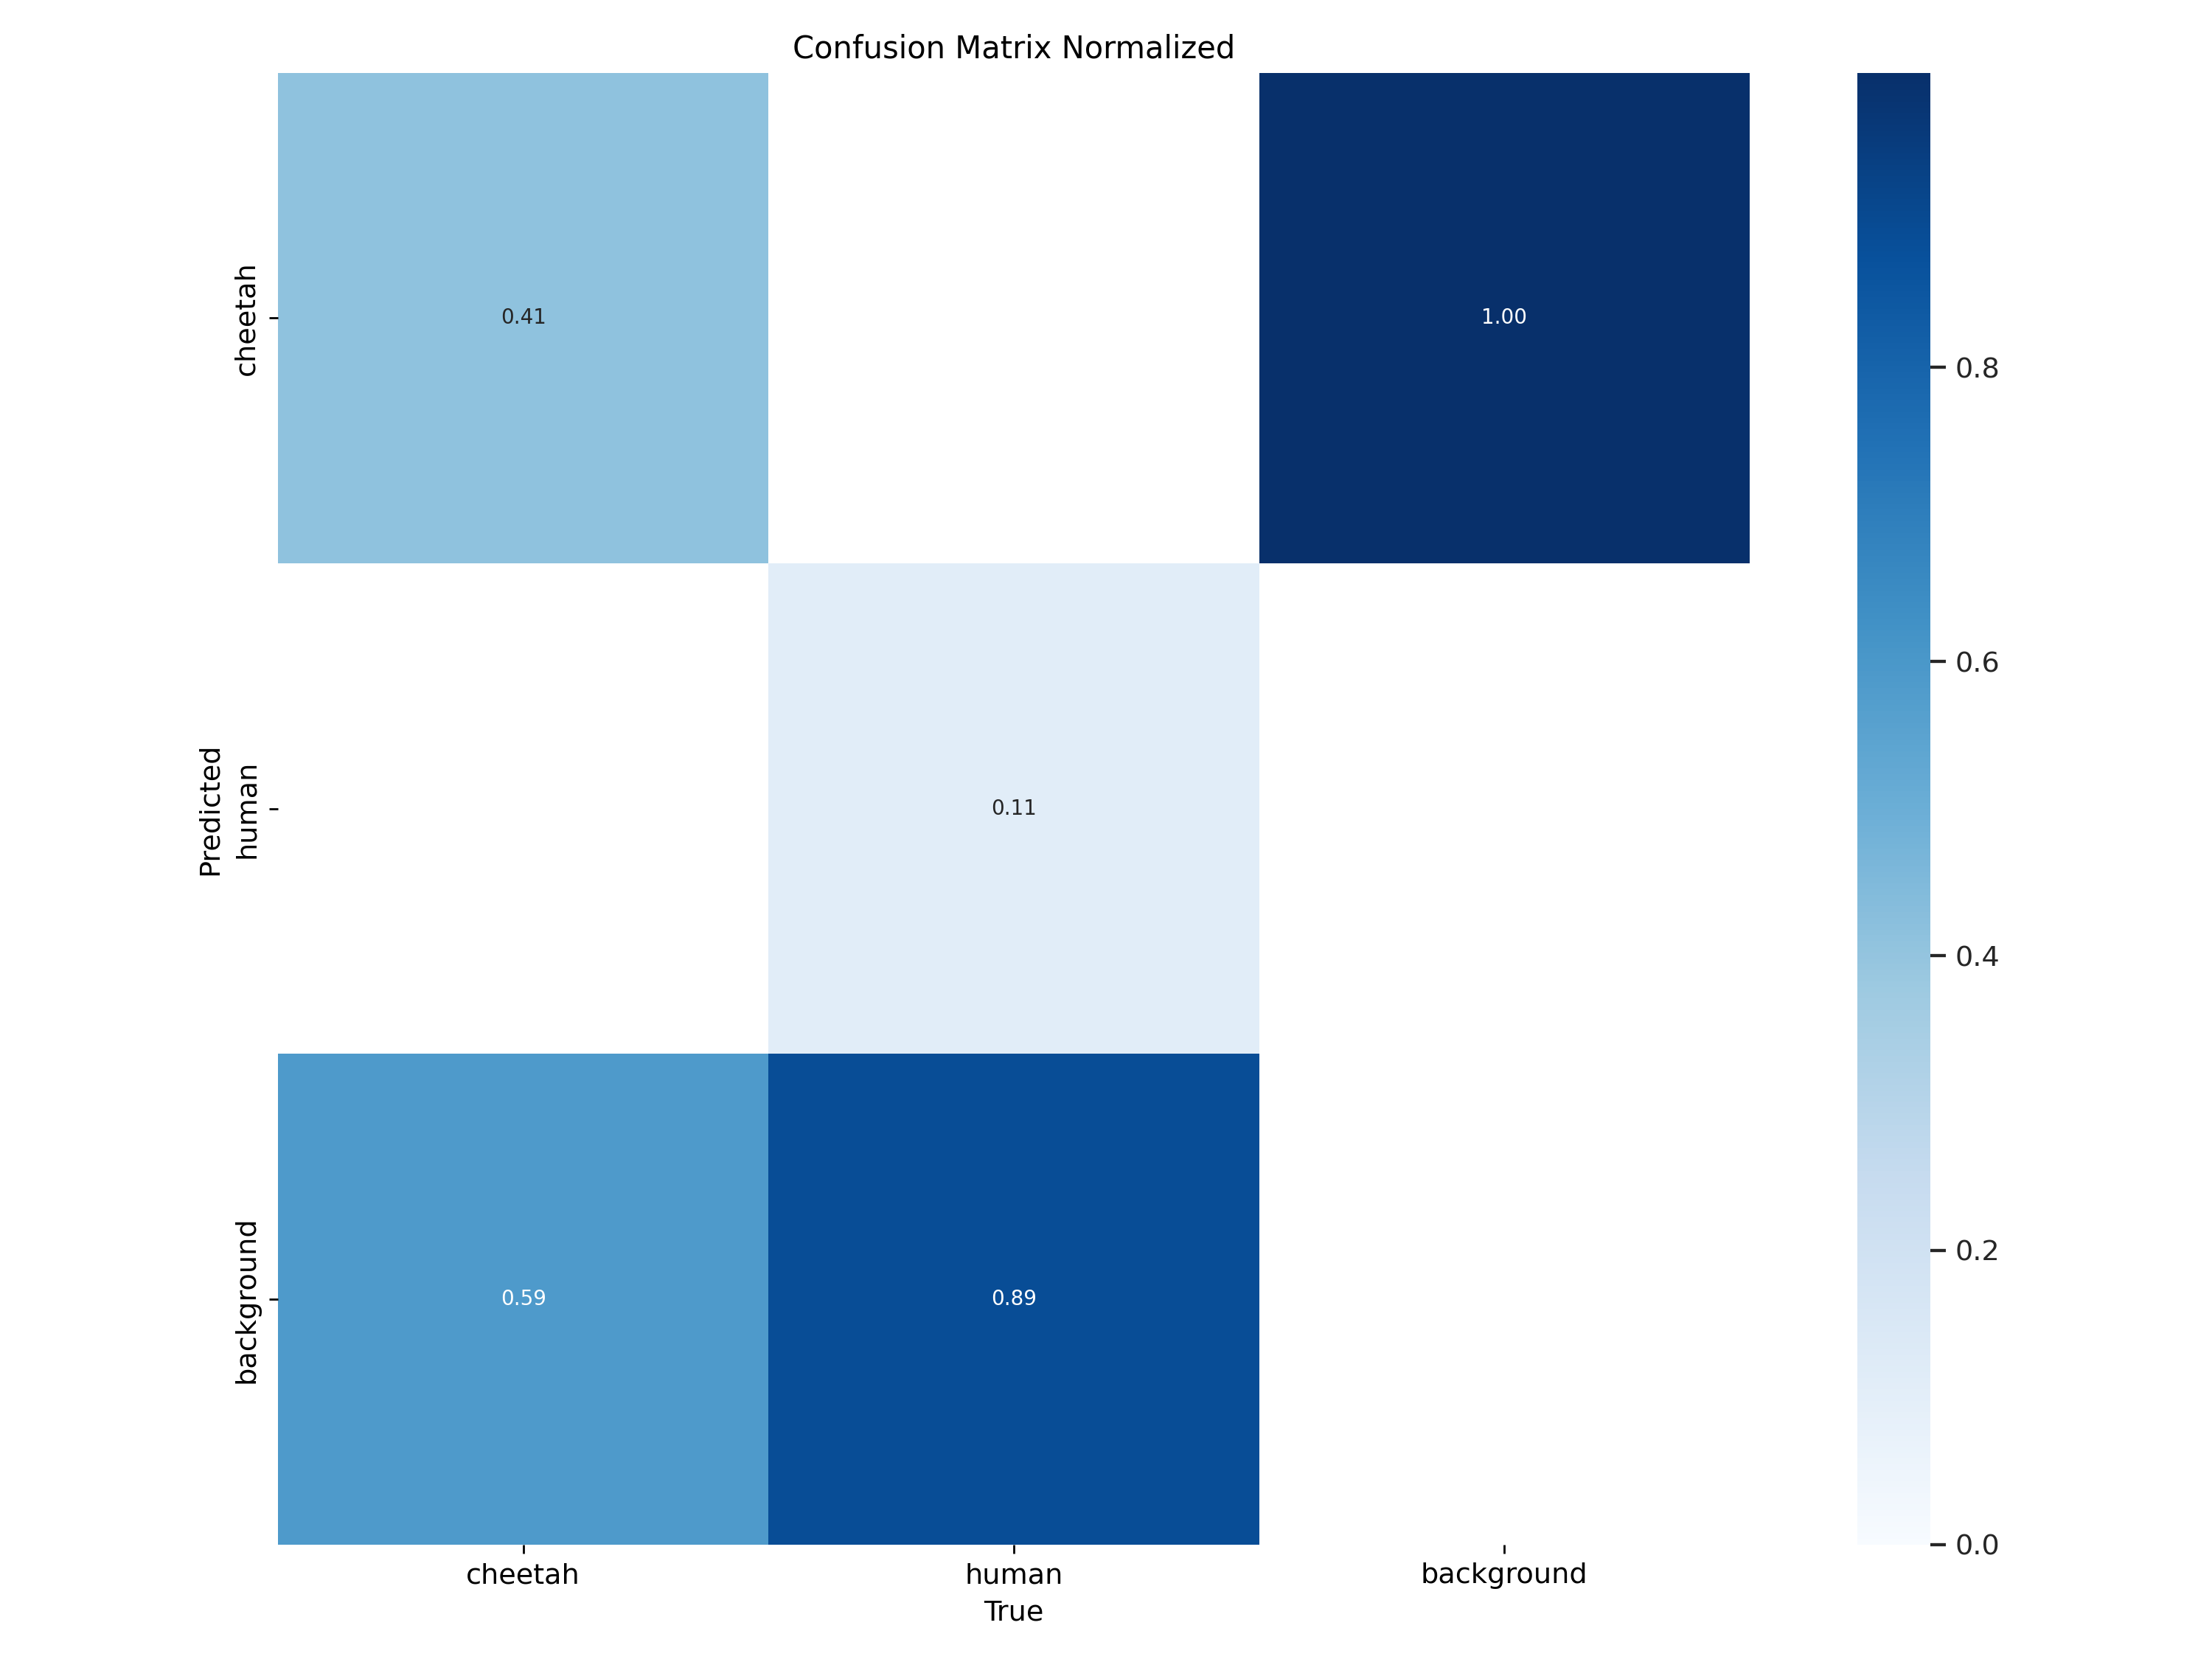 Confusion Matrix Normalized
cheetah
0.41
1.00
Predicted
human
0.11
background
0.59
0.89
cheetah
human
background
True
0.8
0.6
0.4
0.2
0.0